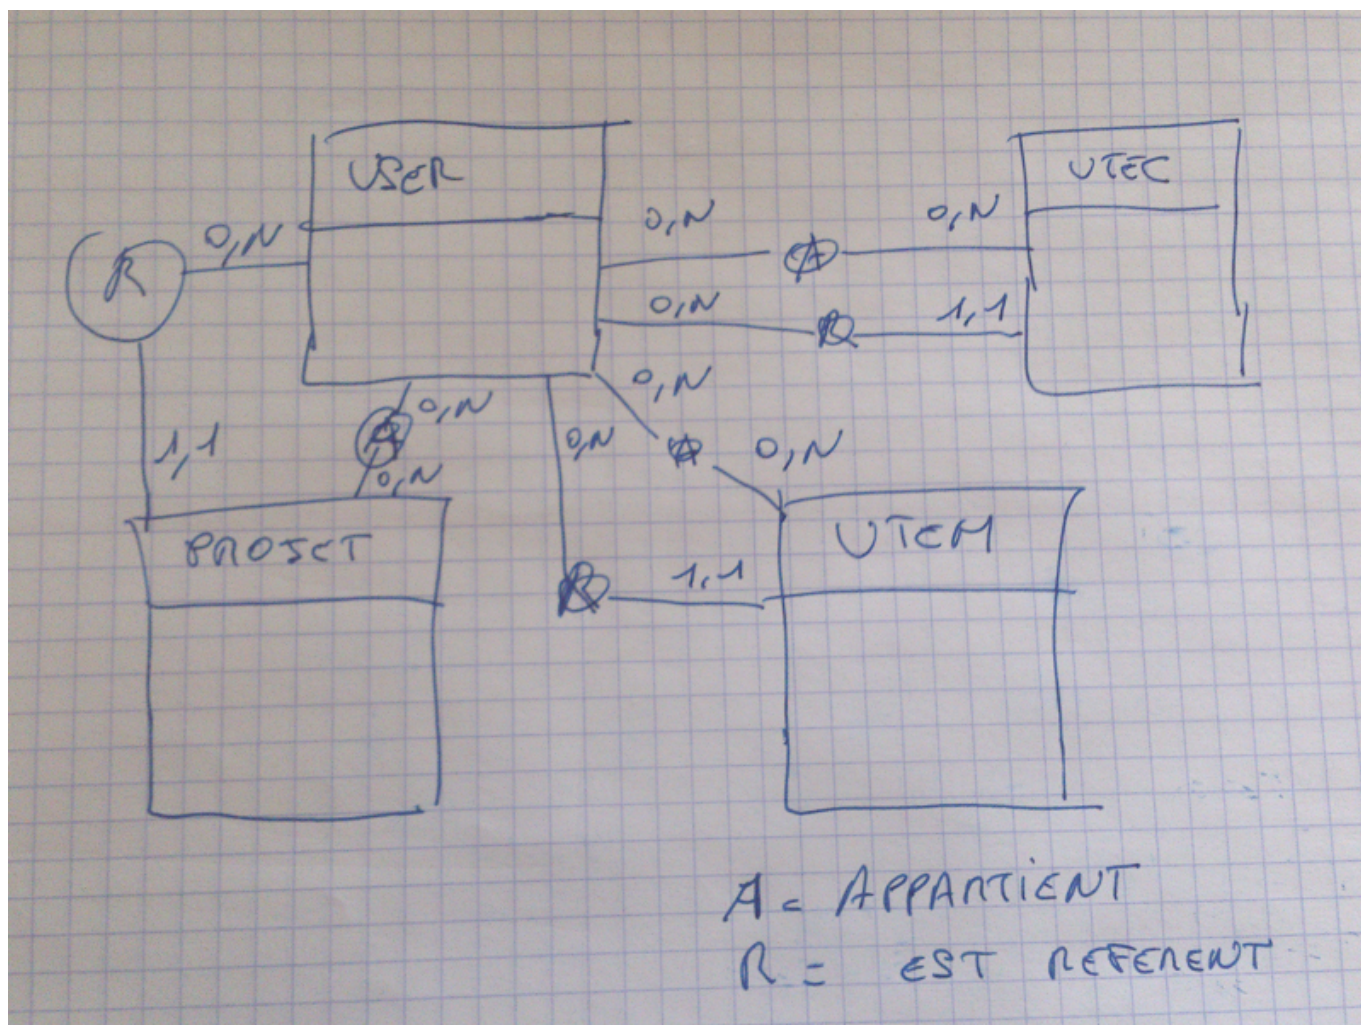 USER
UTEC
0,N
0,N
0,N
R
A
0,N
1,1
R
0,N
0,N
1,1
A
0,N
A
0,N
0,N
PROJET
UTEM
R
1,1
A = APPARTIENT
R = EST REFERENT